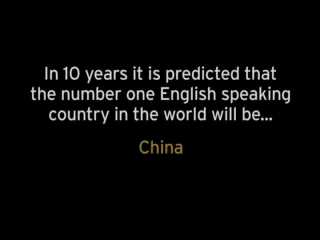 In 10 years it is predicted that
the number one English speaking
country in the world will be...
China